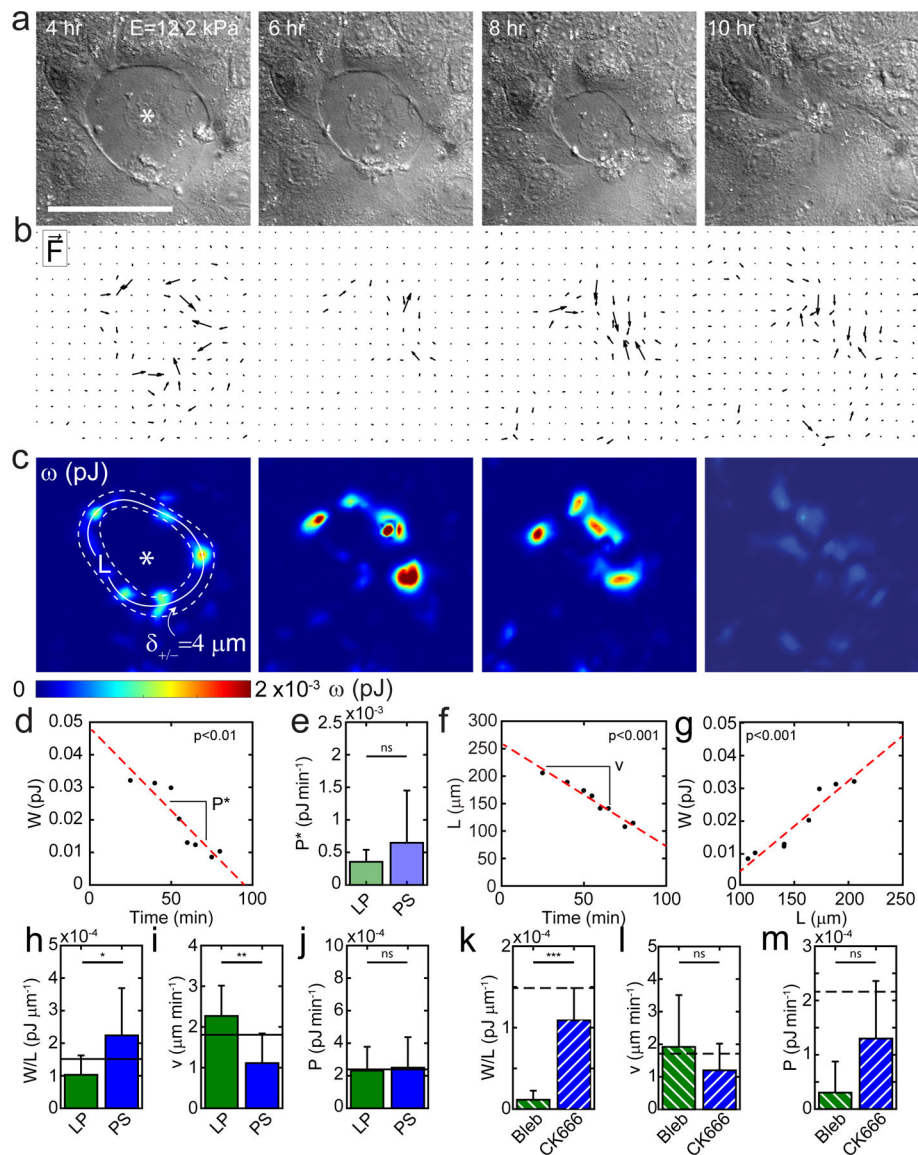 a
4 hr E=12.2 kPa
6 hr
8 hr
10 hr
*
b
F
c
ω (pJ)
L
*
δ+/−=4 μm
0
2 x10⁻³ ω (pJ)
d
W (pJ)
0.05
0.04
0.03
0.02
0.01
0
p<0.01
P*
0 50 100
Time (min)
e
x10⁻³
P* (pJ min⁻¹)
2.5
2
1.5
1
0.5
0
ns
LP PS
f
L (μm)
300
250
200
150
100
50
0
p<0.001
v
0 50 100
Time (min)
g
W (pJ)
0.05
0.04
0.03
0.02
0.01
0
p<0.001
100 150 200 250
L (μm)
h
x10⁻⁴
W/L (pJ μm⁻¹)
5
4
3
2
1
0
*
LP PS
i
v (μm min⁻¹)
4
3
2
1
0
**
LP PS
j
x10⁻⁴
P (pJ min⁻¹)
10
8
6
4
2
0
ns
LP PS
k
x10⁻⁴
W/L (pJ μm⁻¹)
2
1
0
***
Bleb CK666
l
v (μm min⁻¹)
5
4
3
2
1
0
ns
Bleb CK666
m
x10⁻⁴
P (pJ min⁻¹)
3
2
1
0
ns
Bleb CK666